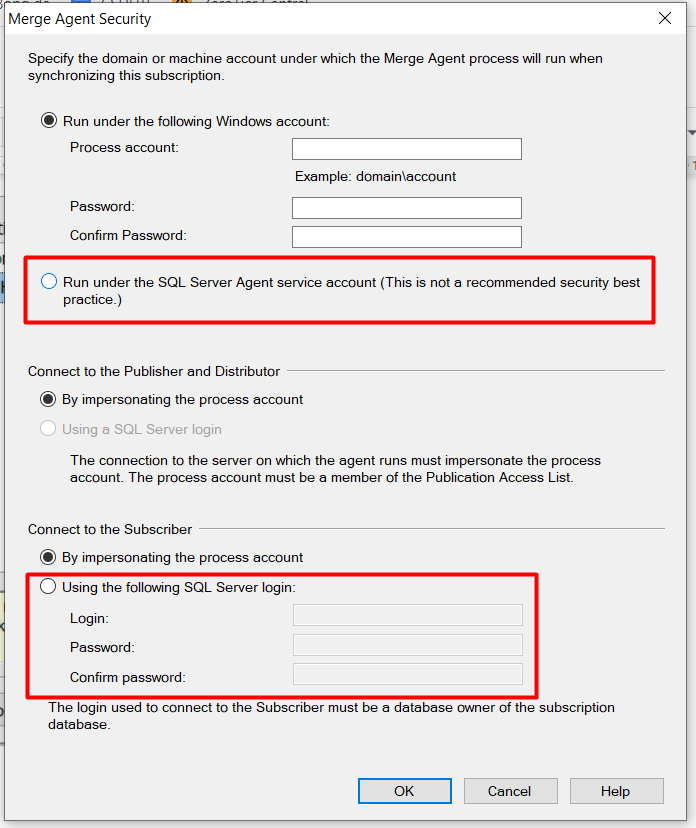 Merge Agent Security
Specify the domain or machine account under which the Merge Agent process will run when
synchronizing this subscription.
Run under the following Windows account:
Process account:
Example: domain\account
Password:
Confirm Password:
Run under the SQL Server Agent service account (This is not a recommended security best
practice.)
Connect to the Publisher and Distributor
By impersonating the process account
Using a SQL Server login
The connection to the server on which the agent runs must impersonate the process
account. The process account must be a member of the Publication Access List.
Connect to the Subscriber
By impersonating the process account
Using the following SQL Server login:
Login:
Password:
Confirm password:
The login used to connect to the Subscriber must be a database owner of the subscription
database.
OK
Cancel
Help